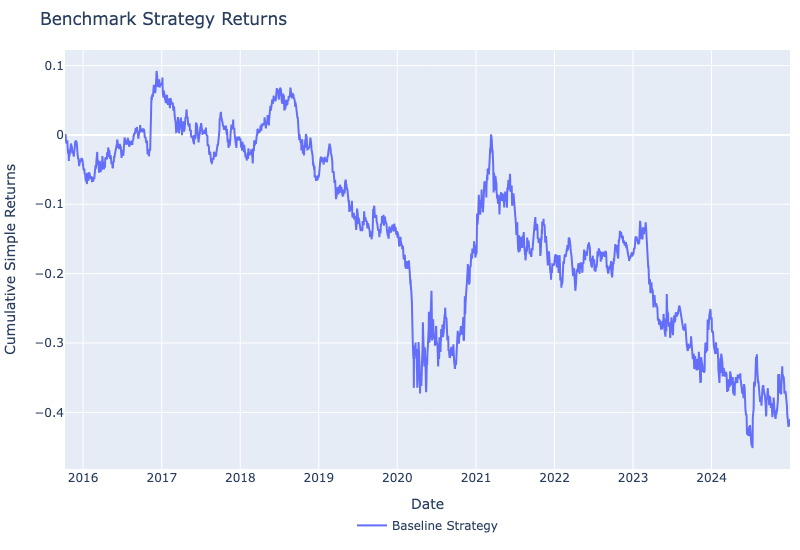 Benchmark Strategy Returns
0.1
0
−0.1
−0.2
−0.3
−0.4
Cumulative Simple Returns
2016 2017 2018 2019 2020 2021 2022 2023 2024
Date
Baseline Strategy